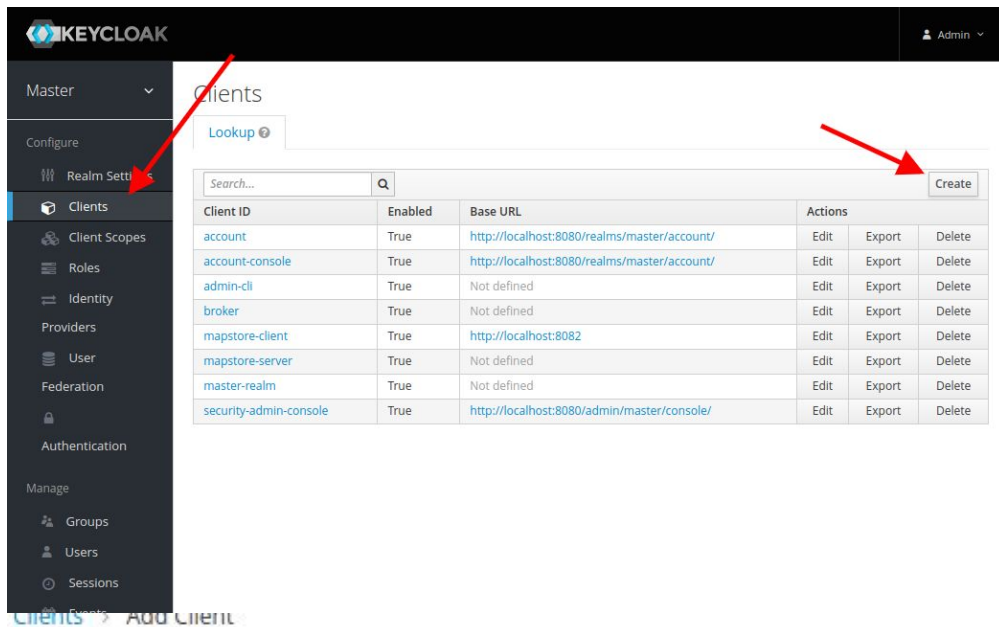 KEYCLOAK
Admin
Master
Configure
Realm Settings
Clients
Client Scopes
Roles
Identity
Providers
User
Federation
Authentication
Manage
Groups
Users
Sessions
Events
Clients
Lookup
Search...
Create
Client ID Enabled Base URL Actions
account True http://localhost:8080/realms/master/account/ Edit Export Delete
account-console True http://localhost:8080/realms/master/account/ Edit Export Delete
admin-cli True Not defined Edit Export Delete
broker True Not defined Edit Export Delete
mapstore-client True http://localhost:8082 Edit Export Delete
mapstore-server True Not defined Edit Export Delete
master-realm True Not defined Edit Export Delete
security-admin-console True http://localhost:8080/admin/master/console/ Edit Export Delete
Clients > Add Client